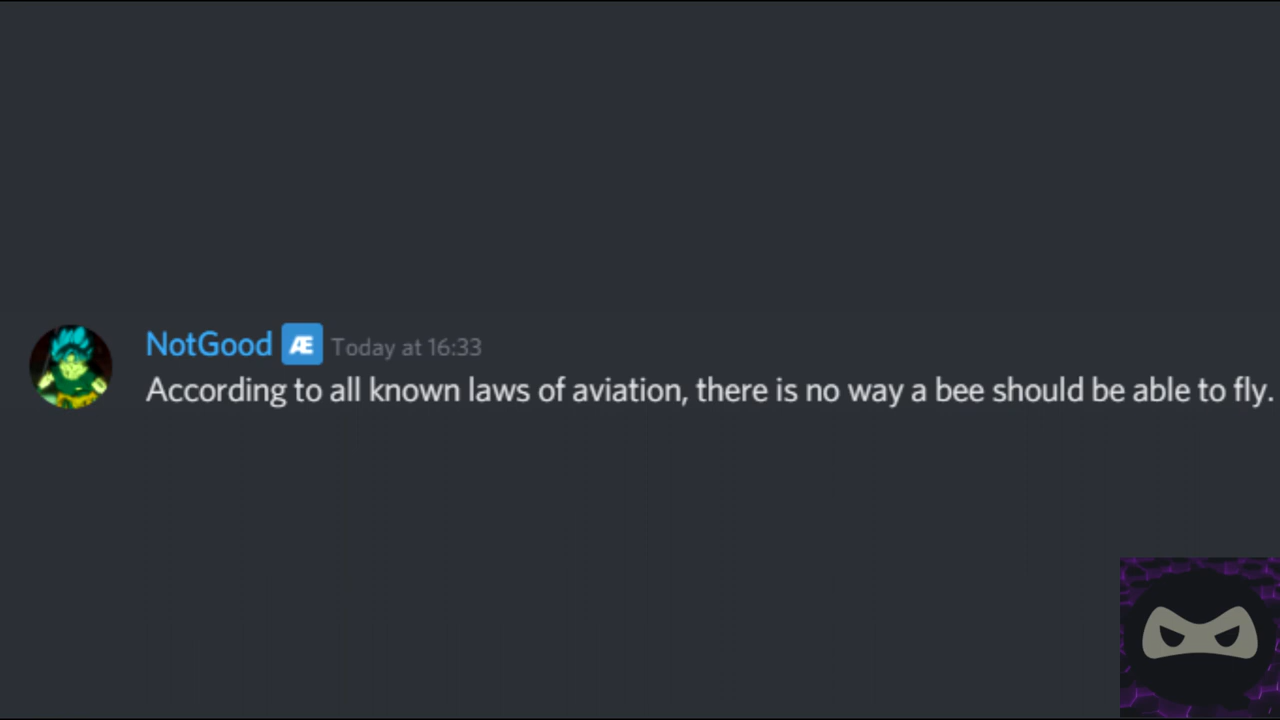 NotGood Æ Today at 16:33
According to all known laws of aviation, there is no way a bee should be able to fly.